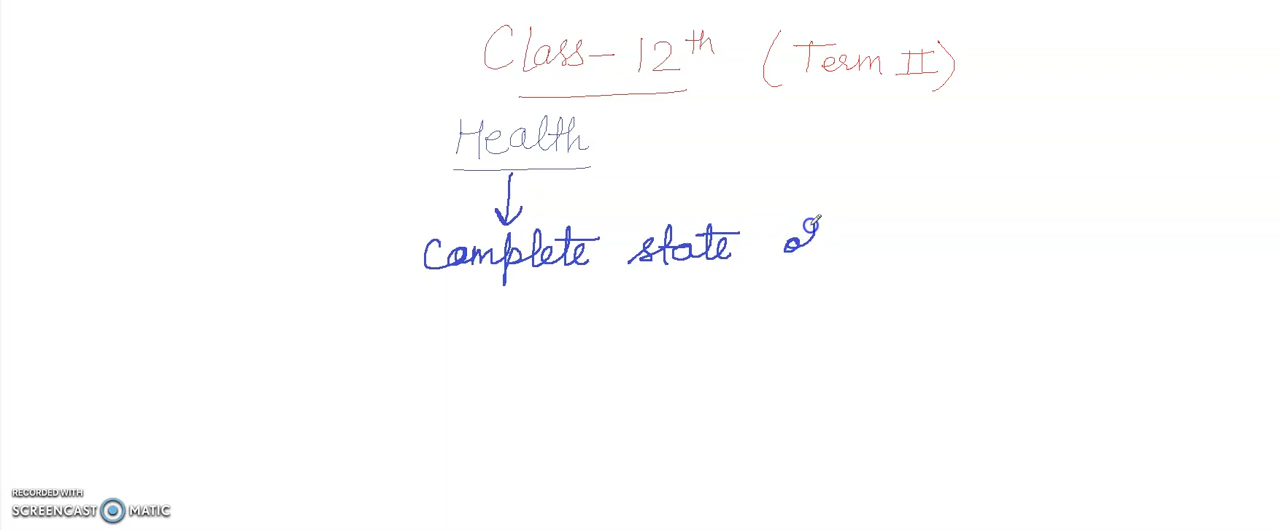 Class - 12th (Term II)
Health
Complete state
RECORDED WITH
SCREENCAST MATIC